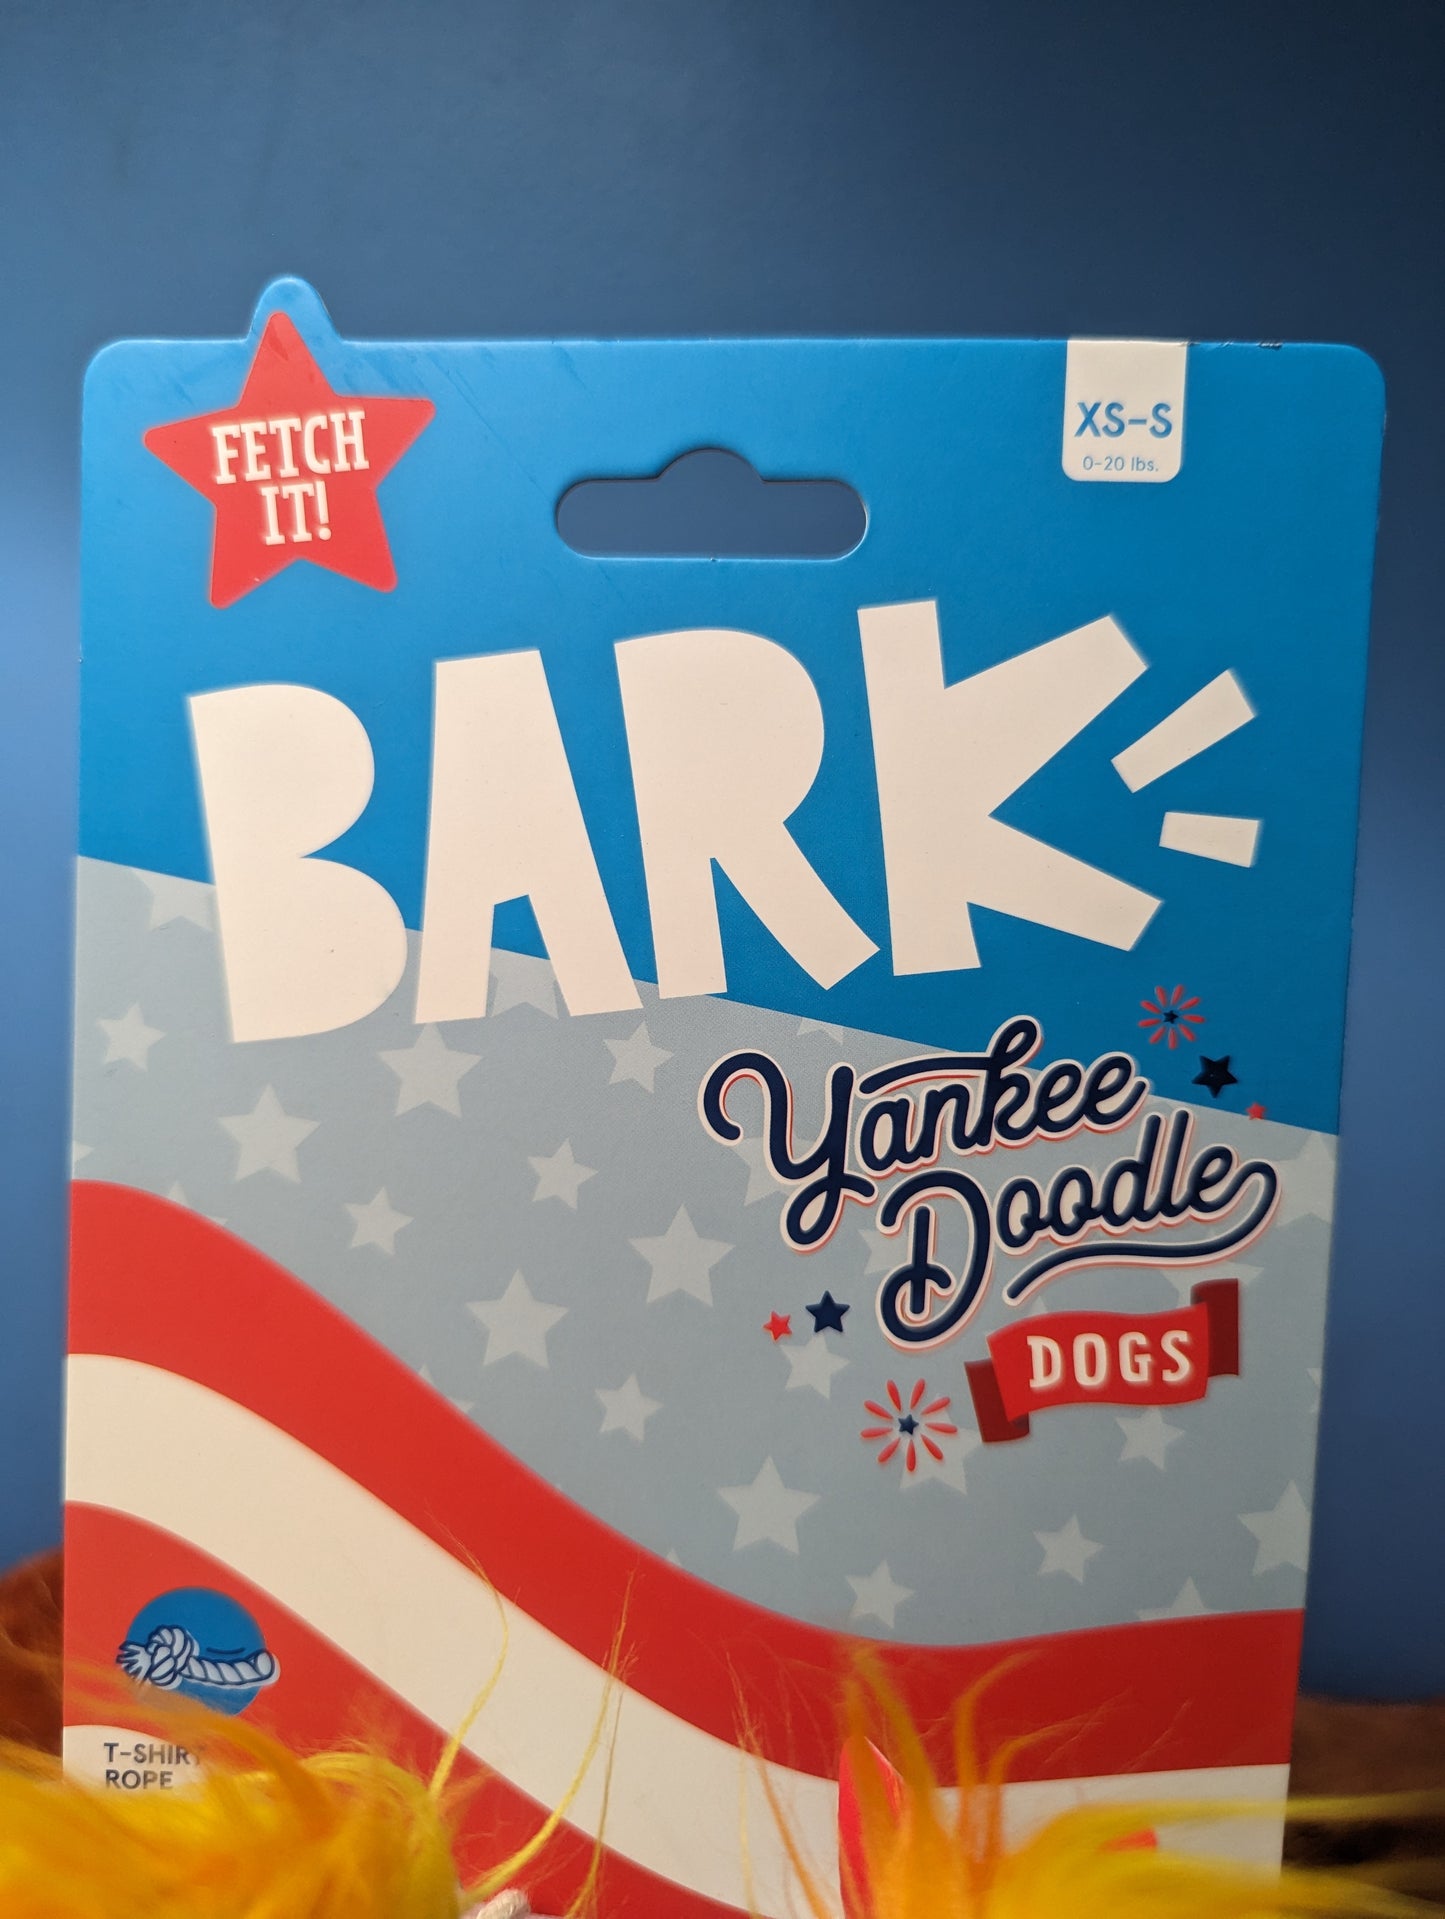 FETCH
IT!
XS-S
0-20 lbs.
BARK
Yankee
Doodle
DOGS
T-SHIRT
ROPE